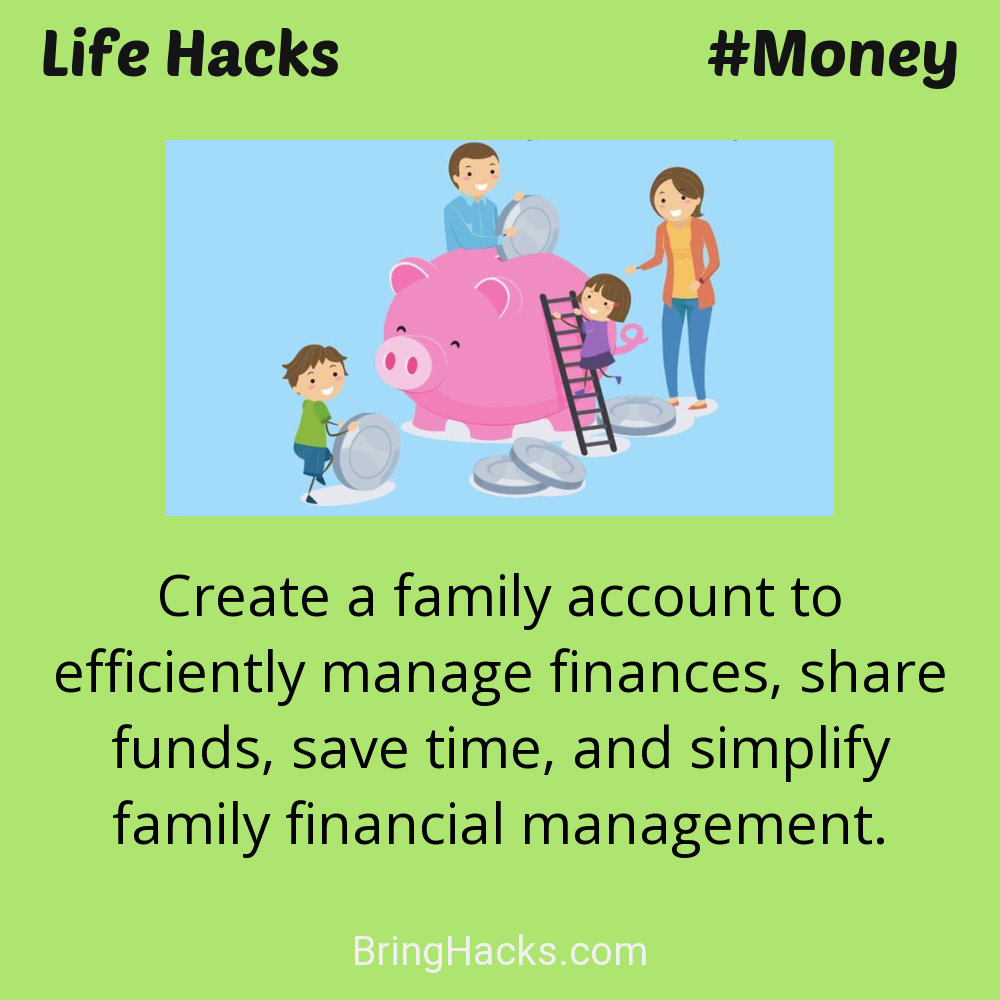 Life Hacks
#Money
Create a family account to
efficiently manage finances, share
funds, save time, and simplify
family financial management.
BringHacks.com